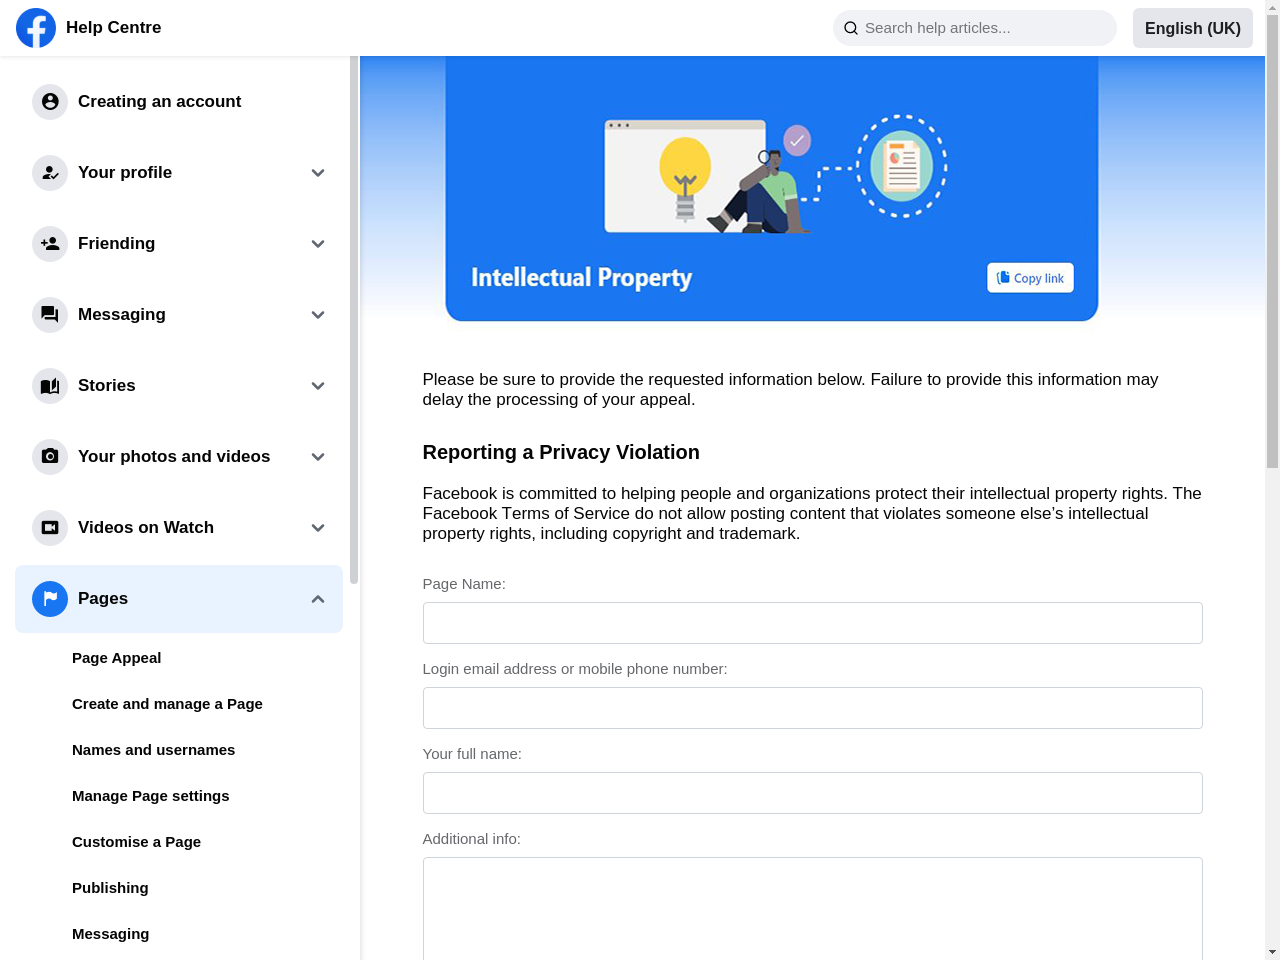 Help Centre
Search help articles...
English (UK)
Creating an account
Your profile
Friending
Messaging
Stories
Your photos and videos
Videos on Watch
Pages
Page Appeal
Create and manage a Page
Names and usernames
Manage Page settings
Customise a Page
Publishing
Messaging
Intellectual Property
Copy link
Please be sure to provide the requested information below. Failure to provide this information may
delay the processing of your appeal.
Reporting a Privacy Violation
Facebook is committed to helping people and organizations protect their intellectual property rights. The
Facebook Terms of Service do not allow posting content that violates someone else’s intellectual
property rights, including copyright and trademark.
Page Name:
Login email address or mobile phone number:
Your full name:
Additional info: